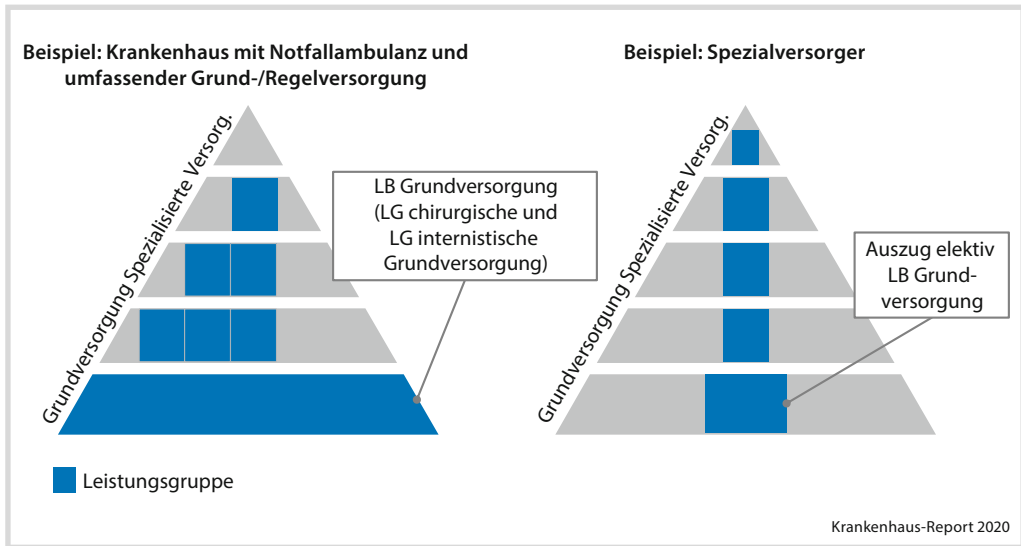 Beispiel: Krankenhaus mit Notfallambulanz und
umfassender Grund-/Regelversorgung
Grundversorgung Spezialisierte Versorg.
LB Grundversorgung
(LG chirurgische und
LG internistische
Grundversorgung)
Beispiel: Spezialversorger
Grundversorgung Spezialisierte Versorg.
Auszug elektiv
LB Grund-
versorgung
Leistungsgruppe
Krankenhaus-Report 2020